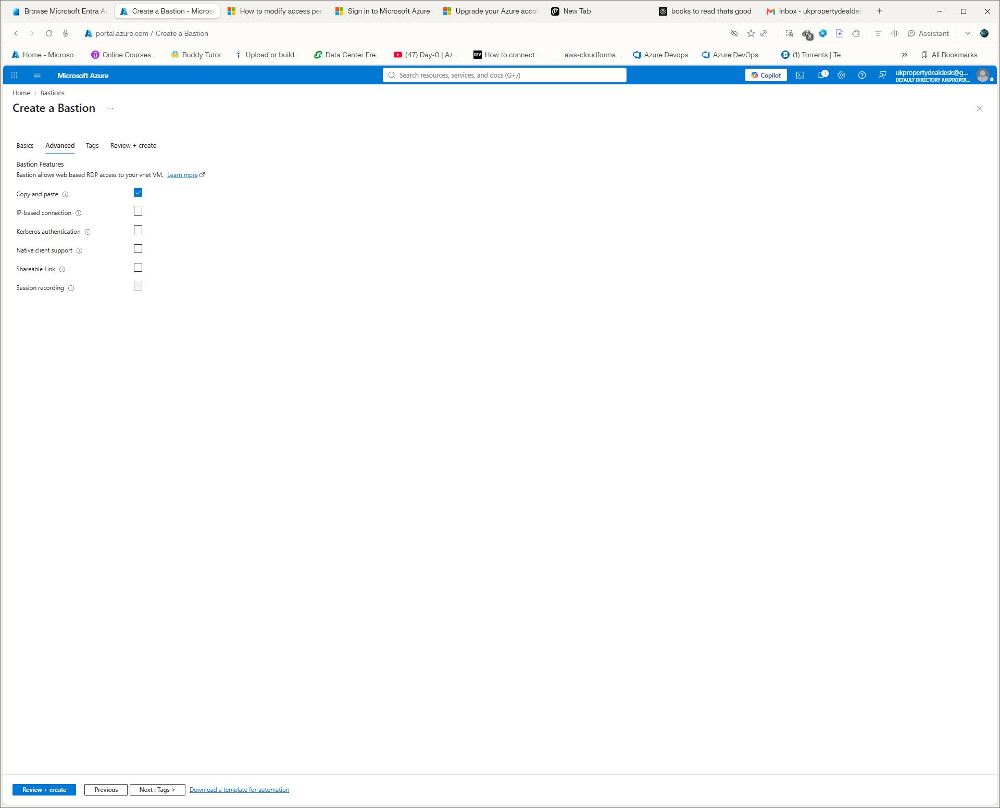 Browse Microsoft Entra Ap
Create a Bastion - Microso
How to modify access per
Sign in to Microsoft Azure
Upgrade your Azure accou
New Tab
books to read thats good
Inbox - ukpropertydealdes
portal.azure.com / Create a Bastion
X
Assistant
Home - Microso...
Online Courses...
Buddy Tutor
Upload or build...
Data Center Fre...
(47) Day-0 | Az...
DEV
How to connect...
aws-cloudforma...
Azure Devops
Azure DevOps...
(1) Torrents | Te...
All Bookmarks
Microsoft Azure
Search resources, services, and docs (G+/)
Copilot
1
ukpropertydealdesk@g...
DEFAULT DIRECTORY (UKPROPER...
Home > Bastions
Create a Bastion ...
Basics
Advanced
Tags
Review + create
Bastion Features
Bastion allows web based RDP access to your vnet VM. Learn more
Copy and paste
IP-based connection
Kerberos authentication
Native client support
Shareable Link
Session recording
Review + create
Previous
Next : Tags >
Download a template for automation